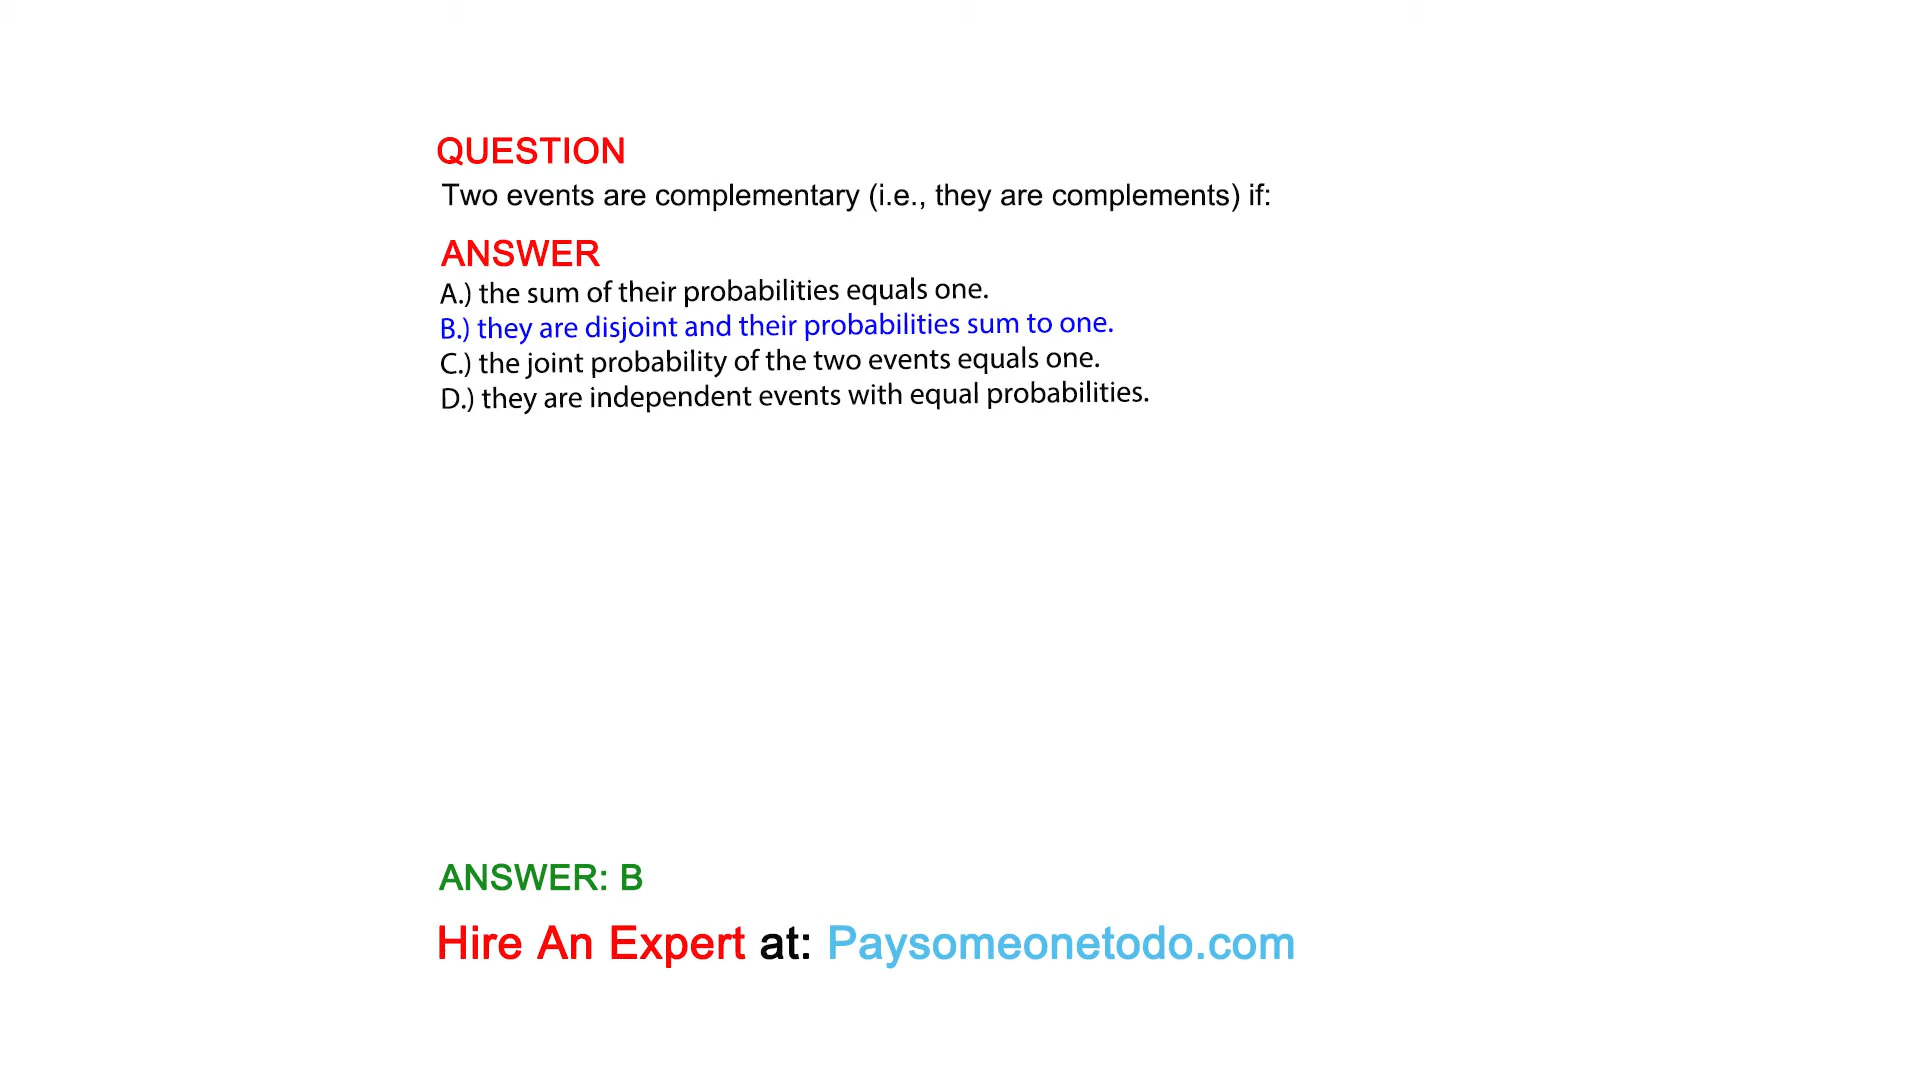 QUESTION
Two events are complementary (i.e., they are complements) if:
ANSWER
A.) the sum of their probabilities equals one.
B.) they are disjoint and their probabilities sum to one.
C.) the joint probability of the two events equals one.
D.) they are independent events with equal probabilities.
ANSWER: B
Hire An Expert at: Paysomeonetodo.com